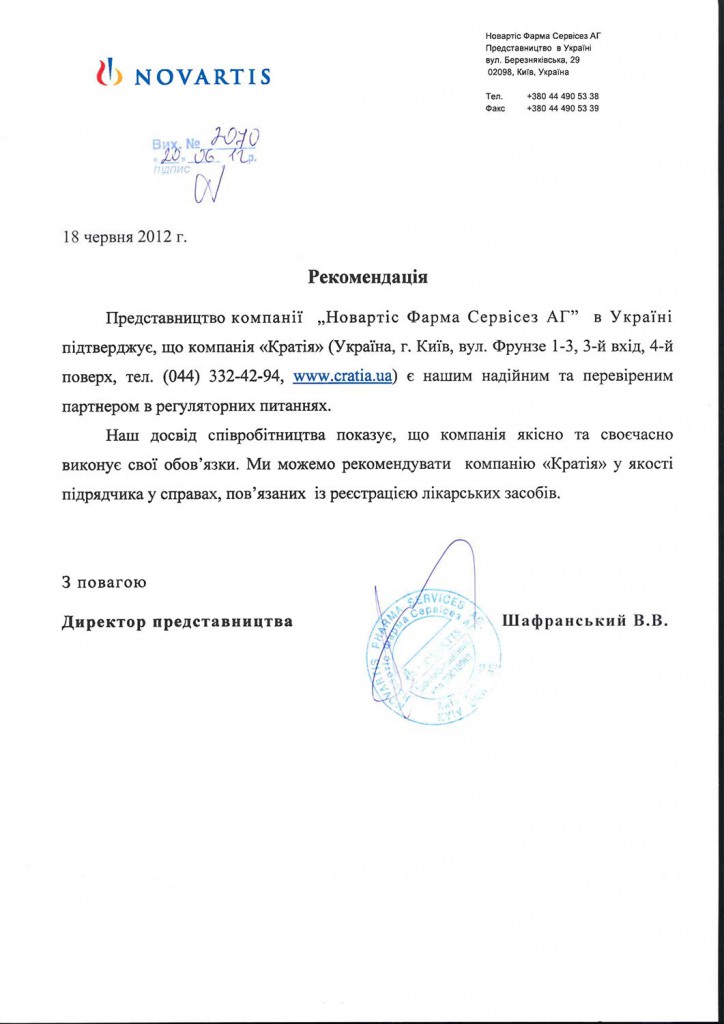 Новартіс Фарма Сервісез АГ
Представництво в Україні
вул. Березняківська, 29
02098, Київ, Україна
Тел. +380 44 490 53 38
Факс +380 44 490 53 39
NOVARTIS
Вих. № 2070
«20» 06 12р.
підпис
18 червня 2012 г.
Рекомендація
Представництво компанії „Новартіс Фарма Сервісез АГ” в Україні
підтверджує, що компанія «Кратія» (Україна, г. Київ, вул. Фрунзе 1-3, 3-й вхід, 4-й
поверх, тел. (044) 332-42-94, www.cratia.ua) є нашим надійним та перевіреним
партнером в регуляторних питаннях.
Наш досвід співробітництва показує, що компанія якісно та своєчасно
виконує свої обов’язки. Ми можемо рекомендувати компанію «Кратія» у якості
підрядчика у справах, пов’язаних із реєстрацією лікарських засобів.
З повагою
Директор представництва
Шафранський В.В.
NOVARTIS PHARMA SERVICES AG
Новартіс Фарма Сервісез АГ